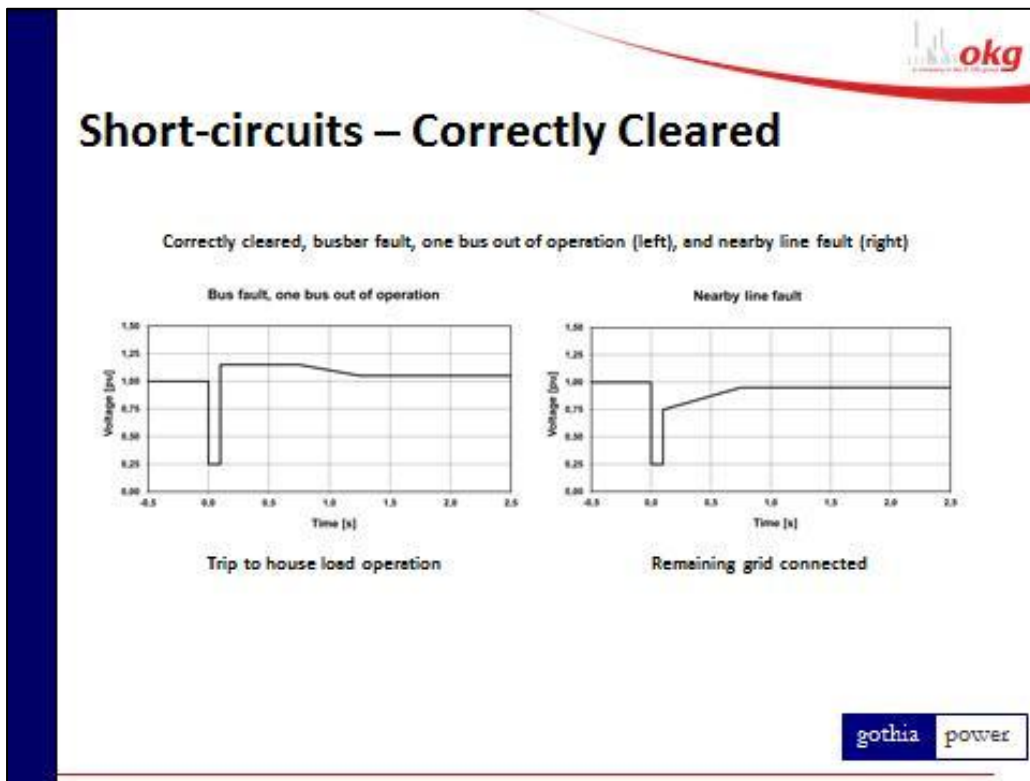 okg
Short-circuits – Correctly Cleared
Correctly cleared, busbar fault, one bus out of operation (left), and nearby line fault (right)
Bus fault, one bus out of operation
1,50
1,25
1,00
0,75
0,50
0,25
0,00
Voltage [pu]
-0,5 0,0 0,5 1,0 1,5 2,0 2,5
Time [s]
Trip to house load operation
Nearby line fault
1,50
1,25
1,00
0,75
0,50
0,25
0,00
Voltage [pu]
-0,5 0,0 0,5 1,0 1,5 2,0 2,5
Time [s]
Remaining grid connected
gothia power